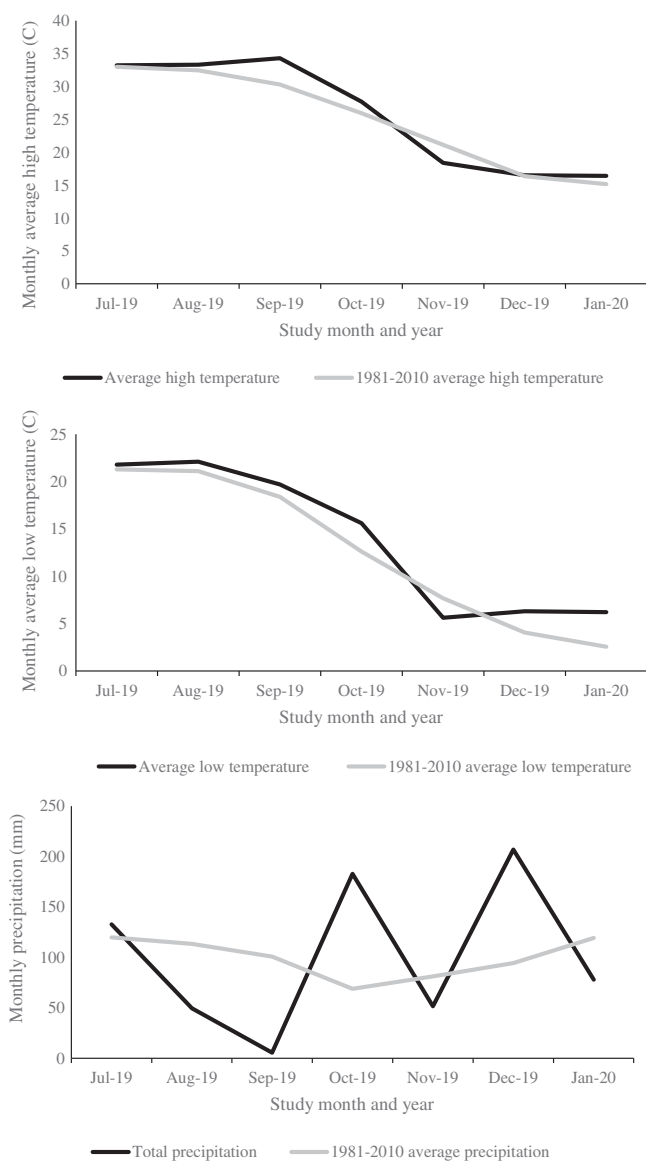 Monthly average high temperature (C)
40
35
30
25
20
15
10
5
0
Jul-19 Aug-19 Sep-19 Oct-19 Nov-19 Dec-19 Jan-20
Study month and year
Average high temperature 1981-2010 average high temperature
Monthly average low temperature (C)
25
20
15
10
5
0
Jul-19 Aug-19 Sep-19 Oct-19 Nov-19 Dec-19 Jan-20
Study month and year
Average low temperature 1981-2010 average low temperature
Monthly precipitation (mm)
250
200
150
100
50
0
Jul-19 Aug-19 Sep-19 Oct-19 Nov-19 Dec-19 Jan-20
Study month and year
Total precipitation 1981-2010 average precipitation